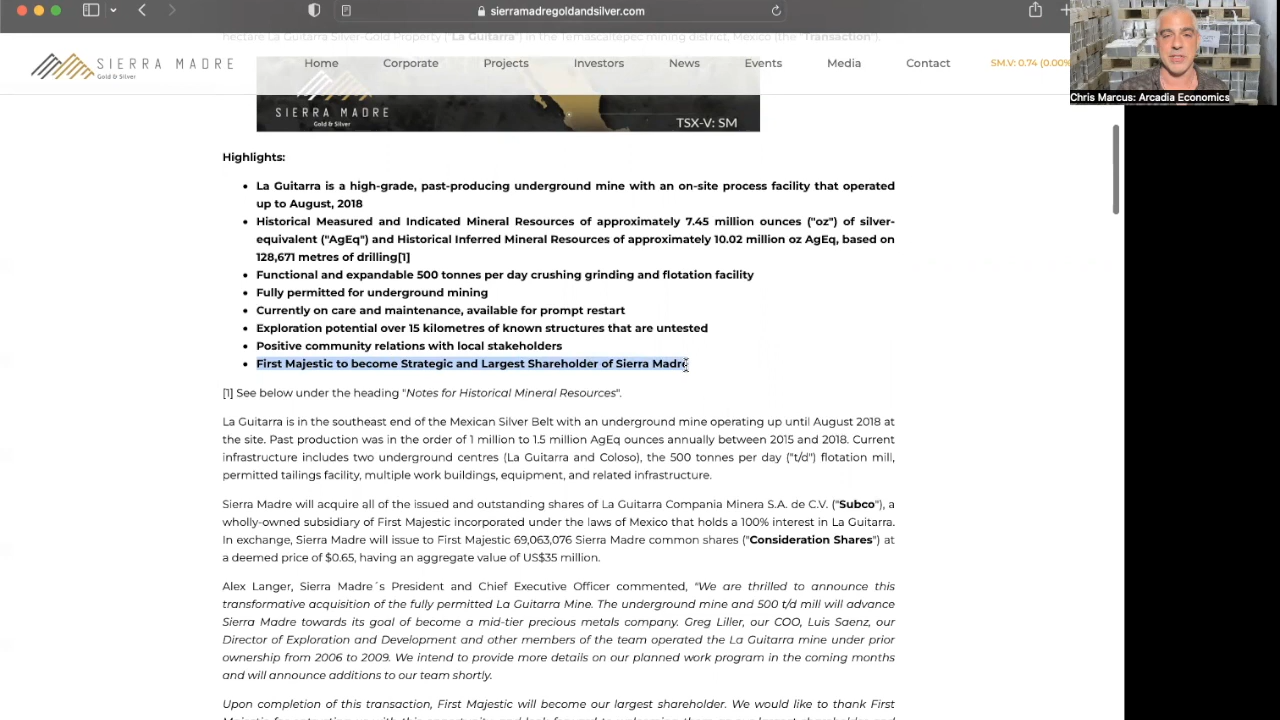 sierramadregoldandsilver.com
hectare La Guitarra Silver-Gold Property ("La Guitarra") in the Temascaltepec mining district, Mexico (the "Transaction").
SIERRA MADRE
Gold & Silver
Home Corporate Projects Investors News Events Media Contact SM.V: 0.74 (0.00%
Chris Marcus: Arcadia Economics
SIERRA MADRE
Gold & Silver
TSX-V: SM
Highlights:
• La Guitarra is a high-grade, past-producing underground mine with an on-site process facility that operated
up to August, 2018
• Historical Measured and Indicated Mineral Resources of approximately 7.45 million ounces ("oz") of silver-
equivalent ("AgEq") and Historical Inferred Mineral Resources of approximately 10.02 million oz AgEq, based on
128,671 metres of drilling[1]
• Functional and expandable 500 tonnes per day crushing grinding and flotation facility
• Fully permitted for underground mining
• Currently on care and maintenance, available for prompt restart
• Exploration potential over 15 kilometres of known structures that are untested
• Positive community relations with local stakeholders
• First Majestic to become Strategic and Largest Shareholder of Sierra Madre
[1] See below under the heading "Notes for Historical Mineral Resources".
La Guitarra is in the southeast end of the Mexican Silver Belt with an underground mine operating up until August 2018 at
the site. Past production was in the order of 1 million to 1.5 million AgEq ounces annually between 2015 and 2018. Current
infrastructure includes two underground centres (La Guitarra and Coloso), the 500 tonnes per day ("t/d") flotation mill,
permitted tailings facility, multiple work buildings, equipment, and related infrastructure.
Sierra Madre will acquire all of the issued and outstanding shares of La Guitarra Compania Minera S.A. de C.V. ("Subco"), a
wholly-owned subsidiary of First Majestic incorporated under the laws of Mexico that holds a 100% interest in La Guitarra.
In exchange, Sierra Madre will issue to First Majestic 69,063,076 Sierra Madre common shares ("Consideration Shares") at
a deemed price of $0.65, having an aggregate value of US$35 million.
Alex Langer, Sierra Madre´s President and Chief Executive Officer commented, "We are thrilled to announce this
transformative acquisition of the fully permitted La Guitarra Mine. The underground mine and 500 t/d mill will advance
Sierra Madre towards its goal of become a mid-tier precious metals company. Greg Liller, our COO, Luis Saenz, our
Director of Exploration and Development and other members of the team operated the La Guitarra mine under prior
ownership from 2006 to 2009. We intend to provide more details on our planned work program in the coming months
and will announce additions to our team shortly.
Upon completion of this transaction, First Majestic will become our largest shareholder. We would like to thank First